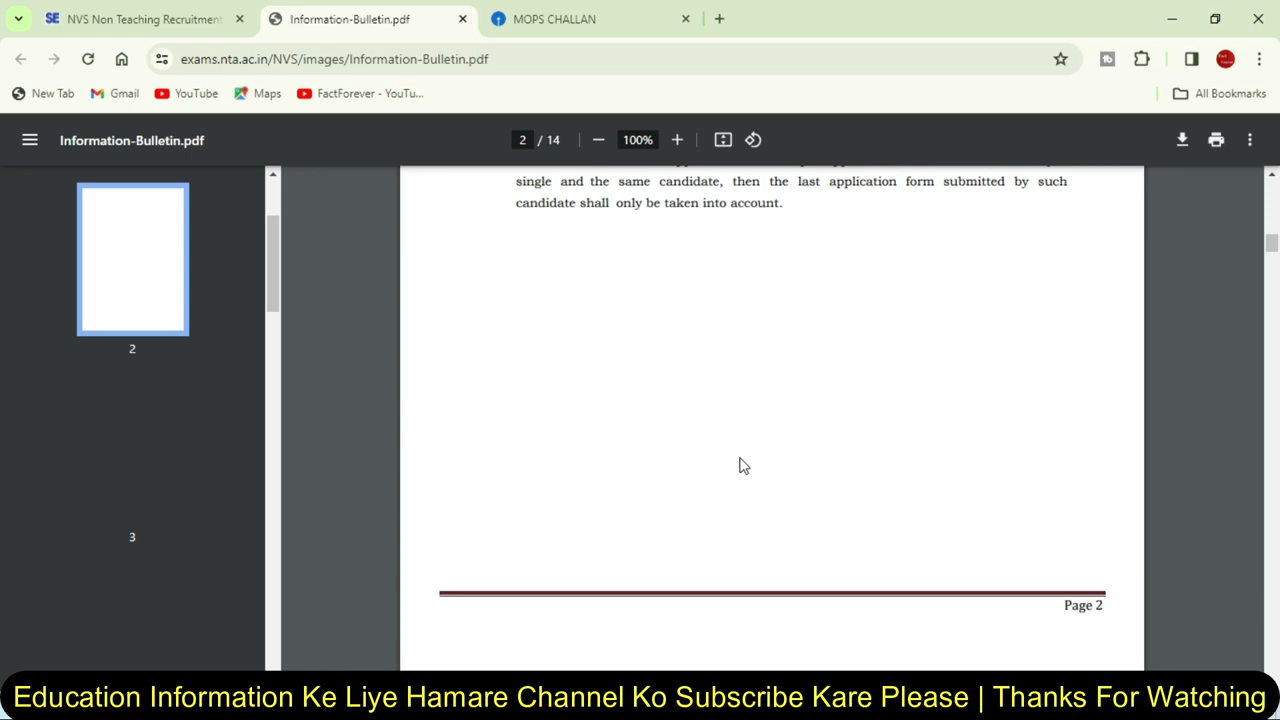 NVS Non Teaching Recruitment
Information-Bulletin.pdf
MOPS CHALLAN
exams.nta.ac.in/NVS/images/Information-Bulletin.pdf
New Tab
Gmail
YouTube
Maps
FactForever - YouTu...
All Bookmarks
Information-Bulletin.pdf
2 / 14
100%
single and the same candidate, then the last application form submitted by such
candidate shall only be taken into account.
2
3
Page 2
Education Information Ke Liye Hamare Channel Ko Subscribe Kare Please | Thanks For Watching